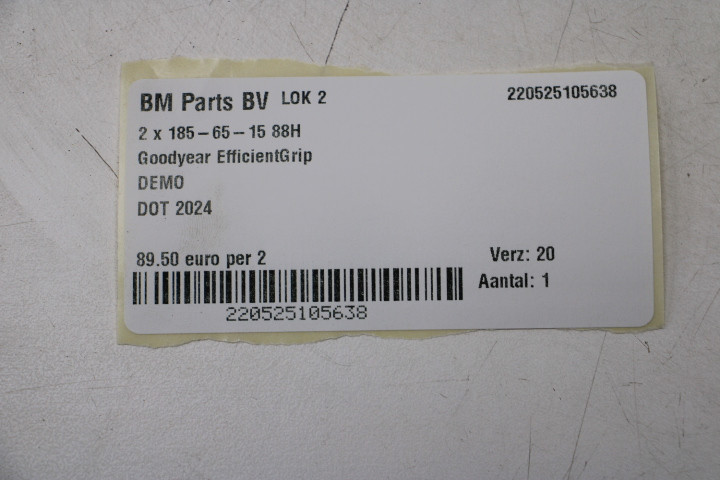 BM Parts BV LOK 2 220525105638
2 x 185-65-15 88H
Goodyear EfficientGrip
DEMO
DOT 2024
89.50 euro per 2 Verz: 20
Aantal: 1
220525105638